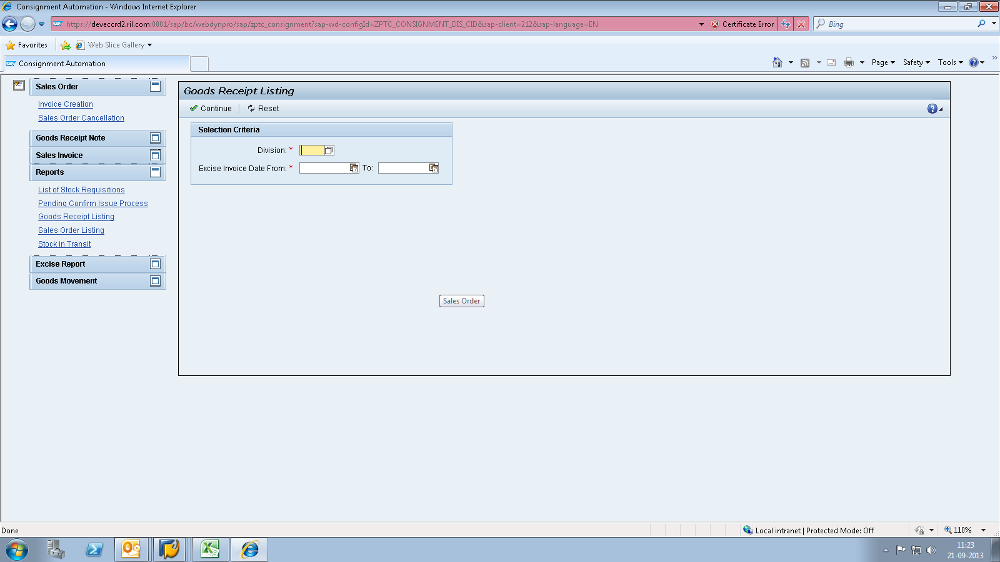 Consignment Automation - Windows Internet Explorer
https://deveccrd2.ril.com:8001/sap/bc/webdynpro/sap/zptc_consignment?sap-wd-configId=ZPTC_CONSIGNMENT_DIS_CID&sap-client=212&sap-language=EN
Certificate Error
Bing
Favorites
Web Slice Gallery
SAP Consignment Automation
Page
Safety
Tools
Sales Order
Invoice Creation
Sales Order Cancellation
Goods Receipt Note
Sales Invoice
Reports
List of Stock Requisitions
Pending Confirm Issue Process
Goods Receipt Listing
Sales Order Listing
Stock in Transit
Excise Report
Goods Movement
Goods Receipt Listing
Continue
Reset
Selection Criteria
Division: *
Excise Invoice Date From: * To:
Sales Order
Done
Local intranet | Protected Mode: Off
110%
11:23
21-09-2013